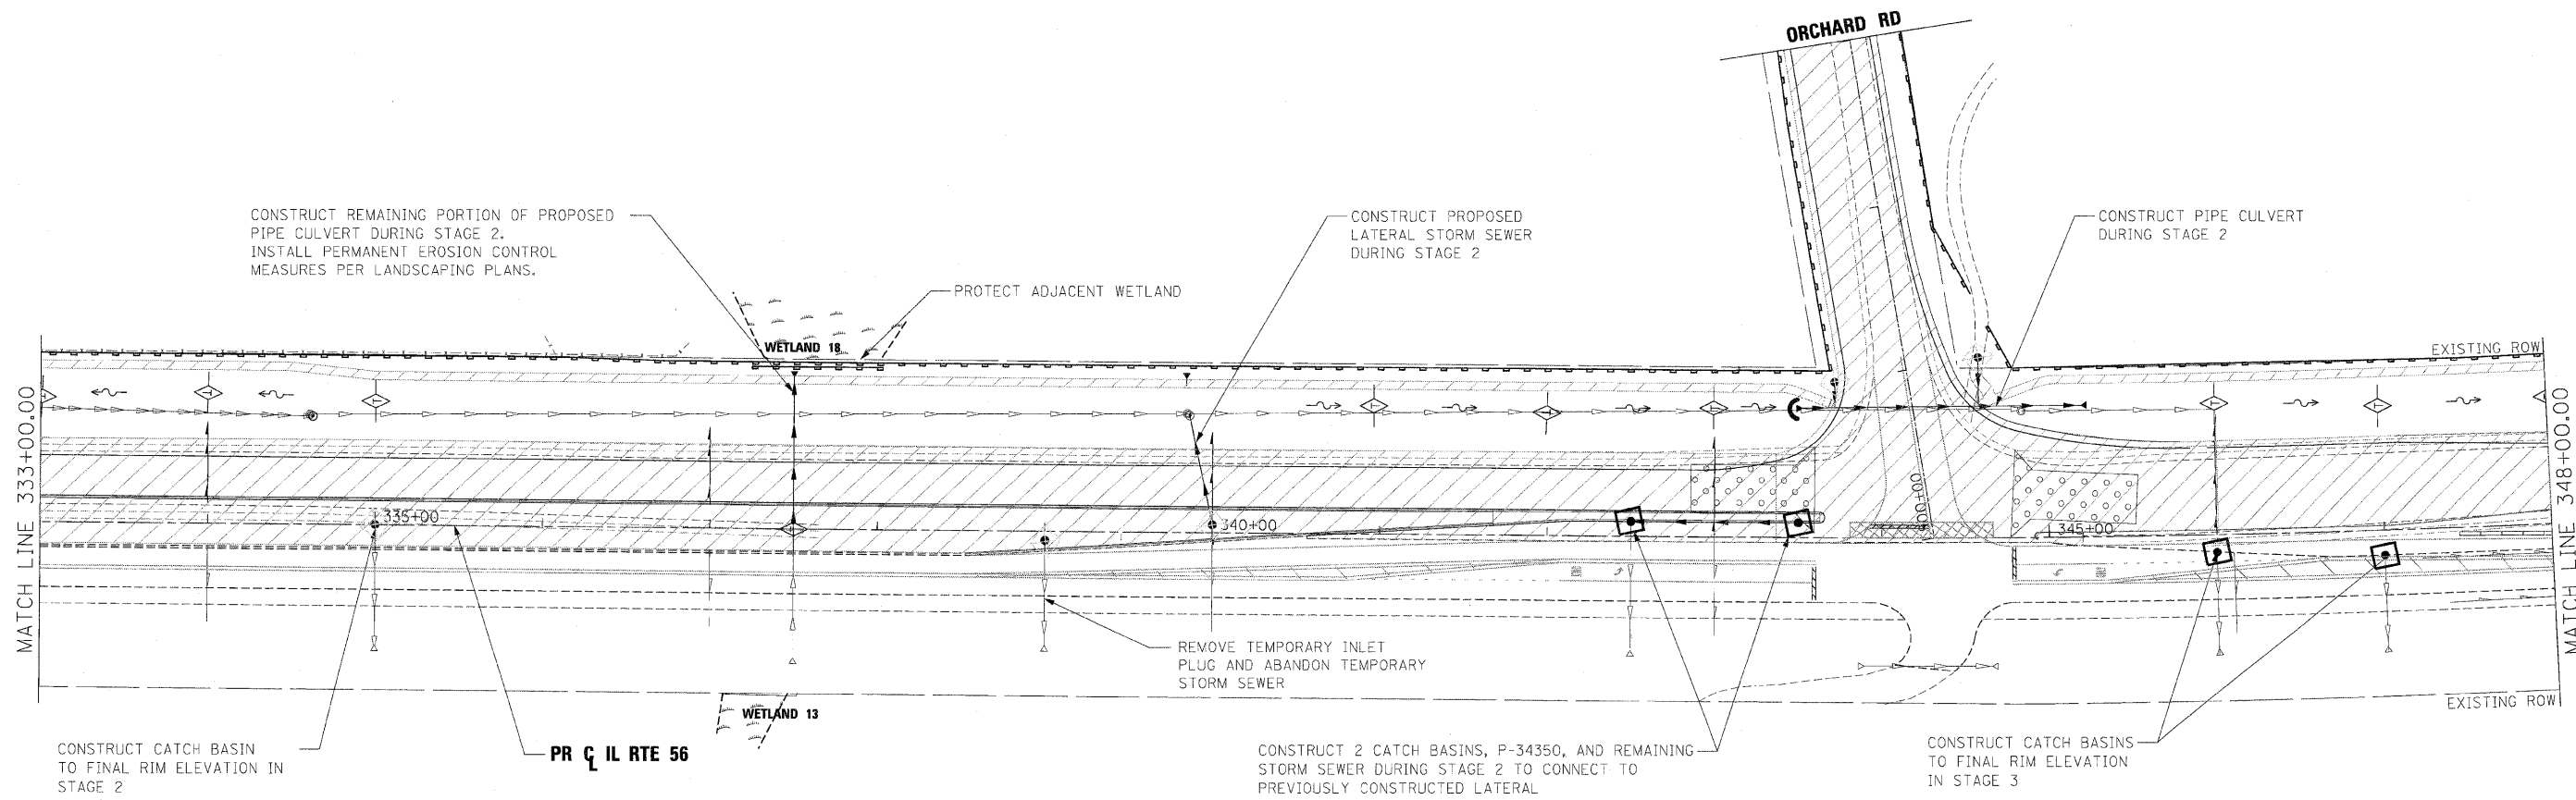 ORCHARD RD
CONSTRUCT REMAINING PORTION OF PROPOSED
PIPE CULVERT DURING STAGE 2.
INSTALL PERMANENT EROSION CONTROL
MEASURES PER LANDSCAPING PLANS.
CONSTRUCT PROPOSED
LATERAL STORM SEWER
DURING STAGE 2
CONSTRUCT PIPE CULVERT
DURING STAGE 2
PROTECT ADJACENT WETLAND
WETLAND 18
EXISTING ROW
MATCH LINE 333+00.00
MATCH LINE 348+00.00
335+00
340+00
345+00
REMOVE TEMPORARY INLET
PLUG AND ABANDON TEMPORARY
STORM SEWER
WETLAND 13
EXISTING ROW
CONSTRUCT CATCH BASIN
TO FINAL RIM ELEVATION IN
STAGE 2
PR ℄ IL RTE 56
CONSTRUCT 2 CATCH BASINS, P-34350, AND REMAINING
STORM SEWER DURING STAGE 2 TO CONNECT TO
PREVIOUSLY CONSTRUCTED LATERAL
CONSTRUCT CATCH BASINS
TO FINAL RIM ELEVATION
IN STAGE 3